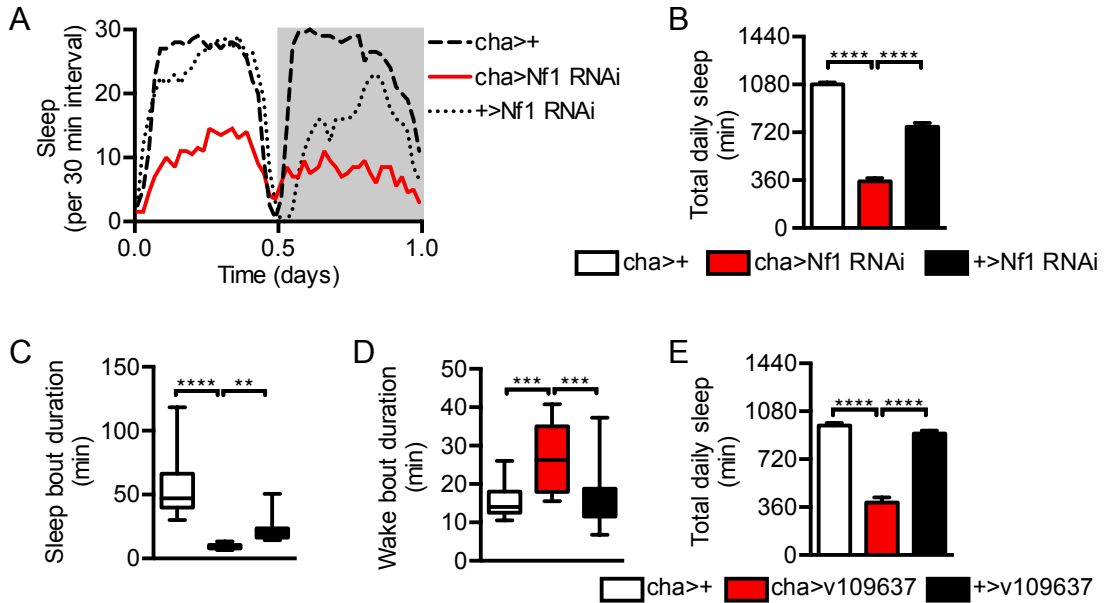 A
30
20
10
0
Sleep
(per 30 min interval)
0.0
0.5
1.0
Time (days)
cha>+
cha>Nf1 RNAi
+>Nf1 RNAi
B
1440
1080
720
360
0
Total daily sleep
(min)
**** ****
cha>+ cha>Nf1 RNAi +>Nf1 RNAi
C
150
100
50
0
Sleep bout duration
(min)
**** **
D
50
40
30
20
10
0
Wake bout duration
(min)
*** ***
E
1440
1080
720
360
0
Total daily sleep
(min)
**** ****
cha>+ cha>v109637 +>v109637